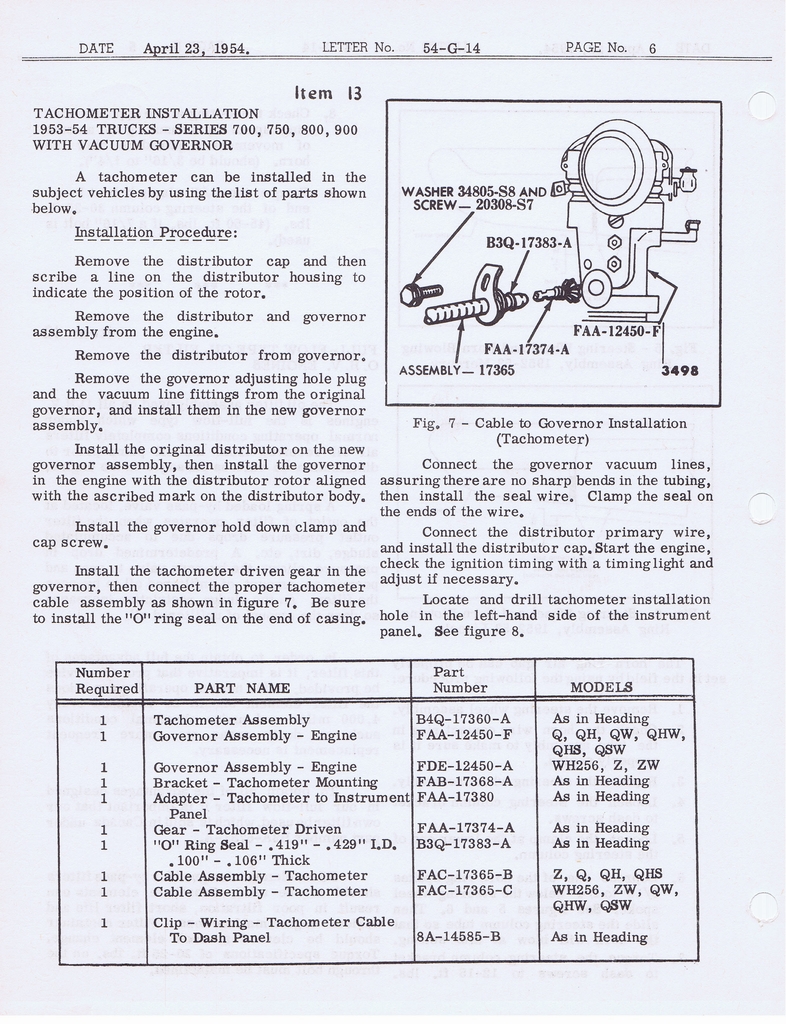 DATE April 23, 1954. LETTER No. 54-G-14 PAGE No. 6
Item 13
TACHOMETER INSTALLATION
1953-54 TRUCKS - SERIES 700, 750, 800, 900
WITH VACUUM GOVERNOR
A tachometer can be installed in the
subject vehicles by using the list of parts shown
below.
Installation Procedure:
Remove the distributor cap and then
scribe a line on the distributor housing to
indicate the position of the rotor.
Remove the distributor and governor
assembly from the engine.
Remove the distributor from governor.
Remove the governor adjusting hole plug
and the vacuum line fittings from the original
governor, and install them in the new governor
assembly.
Install the original distributor on the new
governor assembly, then install the governor
in the engine with the distributor rotor aligned
with the ascribed mark on the distributor body.
Install the governor hold down clamp and
cap screw.
Install the tachometer driven gear in the
governor, then connect the proper tachometer
cable assembly as shown in figure 7. Be sure
to install the "O" ring seal on the end of casing.
WASHER 34805-S8 AND
SCREW— 20308-S7
B3Q-17383-A
FAA-12450-F
FAA-17374-A
ASSEMBLY— 17365
3498
Fig. 7 - Cable to Governor Installation
(Tachometer)
Connect the governor vacuum lines,
assuring there are no sharp bends in the tubing,
then install the seal wire. Clamp the seal on
the ends of the wire.
Connect the distributor primary wire,
and install the distributor cap. Start the engine,
check the ignition timing with a timing light and
adjust if necessary.
Locate and drill tachometer installation
hole in the left-hand side of the instrument
panel. See figure 8.
Number Required PART NAME Part Number MODELS
1 Tachometer Assembly B4Q-17360-A As in Heading
1 Governor Assembly - Engine FAA-12450-F Q, QH, QW, QHW,
QHS, QSW
1 Governor Assembly - Engine FDE-12450-A WH256, Z, ZW
1 Bracket - Tachometer Mounting FAB-17368-A As in Heading
1 Adapter - Tachometer to Instrument FAA-17380 As in Heading
Panel
1 Gear - Tachometer Driven FAA-17374-A As in Heading
1 "O" Ring Seal - .419" - .429" I.D. B3Q-17383-A As in Heading
.100" - .106" Thick
1 Cable Assembly - Tachometer FAC-17365-B Z, Q, QH, QHS
1 Cable Assembly - Tachometer FAC-17365-C WH256, ZW, QW,
QHW, QSW
1 Clip - Wiring - Tachometer Cable
To Dash Panel 8A-14585-B As in Heading